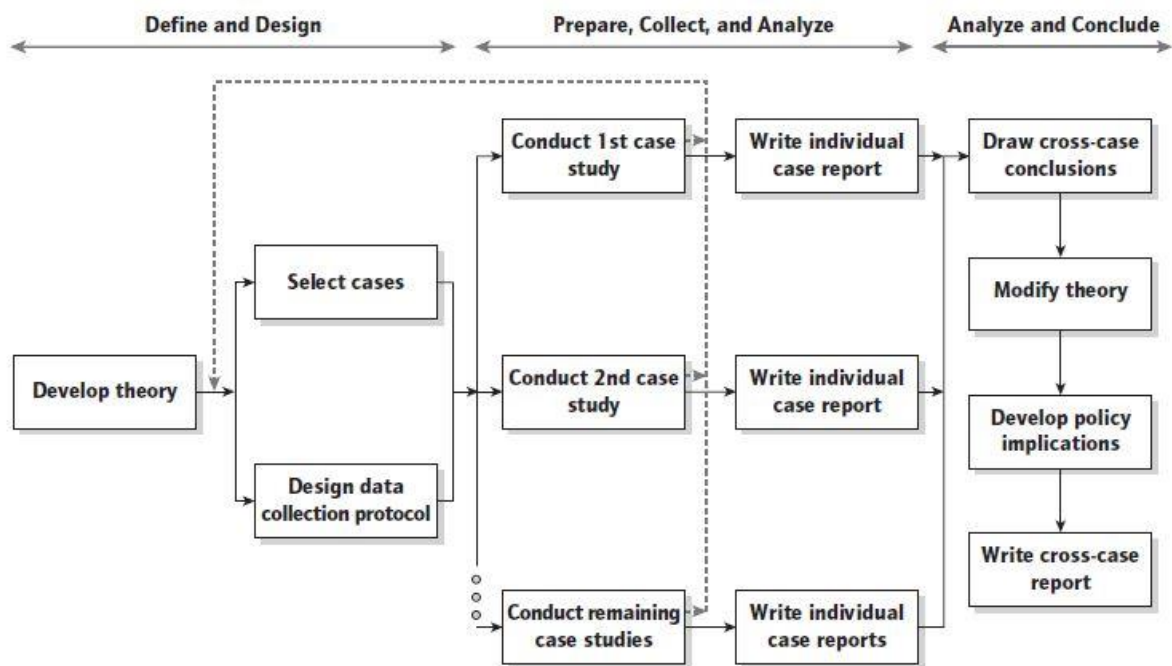 Define and Design
Prepare, Collect, and Analyze
Analyze and Conclude
Develop theory
Select cases
Design data
collection protocol
Conduct 1st case
study
Write individual
case report
Conduct 2nd case
study
Write individual
case report
Conduct remaining
case studies
Write individual
case reports
Draw cross-case
conclusions
Modify theory
Develop policy
implications
Write cross-case
report